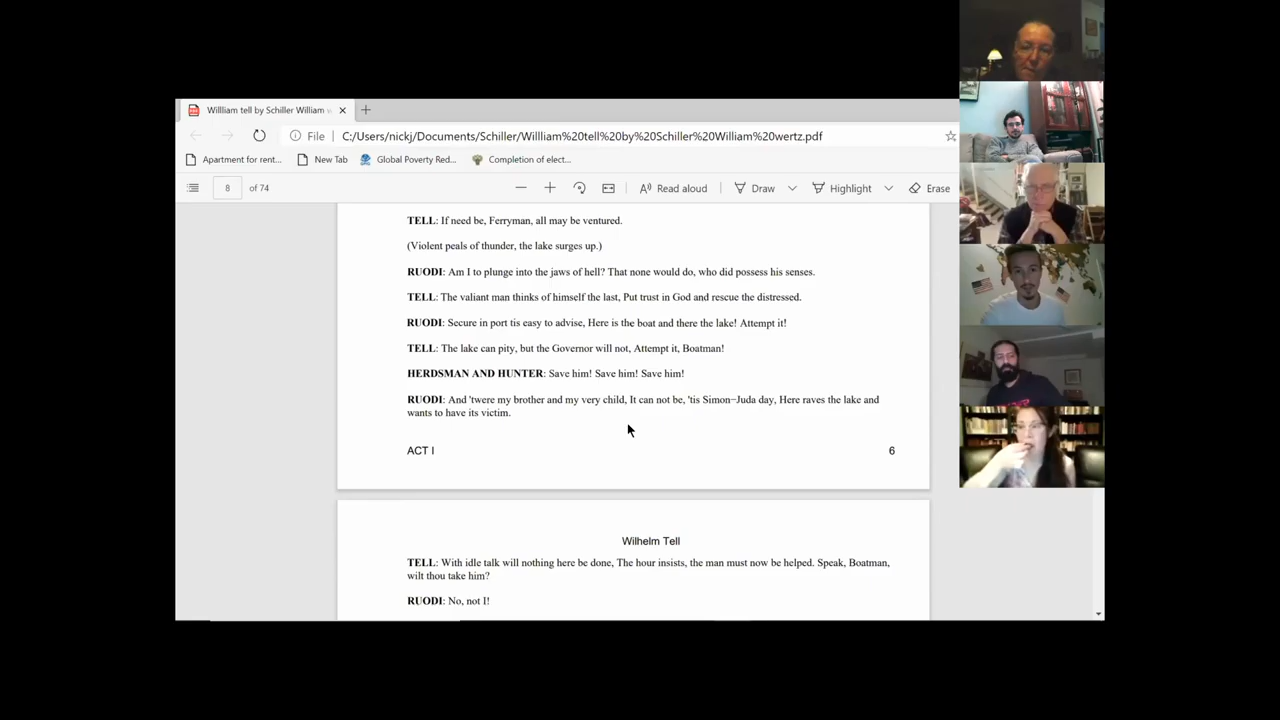 Willliam tell by Schiller William w
File C:/Users/nickj/Documents/Schiller/Willliam%20tell%20by%20Schiller%20William%20wertz.pdf
Apartment for rent... New Tab Global Poverty Red... Completion of elect...
8 of 74 Read aloud Draw Highlight Erase
TELL: If need be, Ferryman, all may be ventured.
(Violent peals of thunder, the lake surges up.)
RUODI: Am I to plunge into the jaws of hell? That none would do, who did possess his senses.
TELL: The valiant man thinks of himself the last, Put trust in God and rescue the distressed.
RUODI: Secure in port tis easy to advise, Here is the boat and there the lake! Attempt it!
TELL: The lake can pity, but the Governor will not, Attempt it, Boatman!
HERDSMAN AND HUNTER: Save him! Save him! Save him!
RUODI: And 'twere my brother and my very child, It can not be, 'tis Simon−Juda day, Here raves the lake and
wants to have its victim.
ACT I 6
Wilhelm Tell
TELL: With idle talk will nothing here be done, The hour insists, the man must now be helped. Speak, Boatman,
wilt thou take him?
RUODI: No, not I!